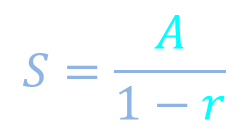 S = A / (1 − r)